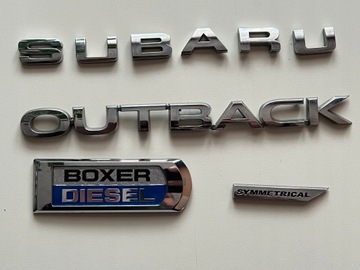 SUBARU
OUTBACK
BOXER
DIESEL
SYMMETRICAL